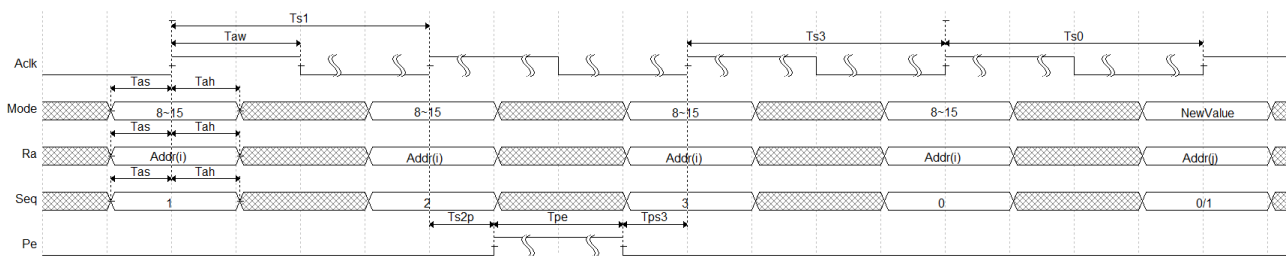 Ts1 Ts3 Ts0
Taw
Aclk
Tas Tah
Mode 8~15 8~15 8~15 8~15 NewValue
Tas Tah
Ra Addr(i) Addr(i) Addr(i) Addr(i) Addr(j)
Tas Tah
Seq 1 2 3 0 0/1
Ts2p Tpe Tps3
Pe